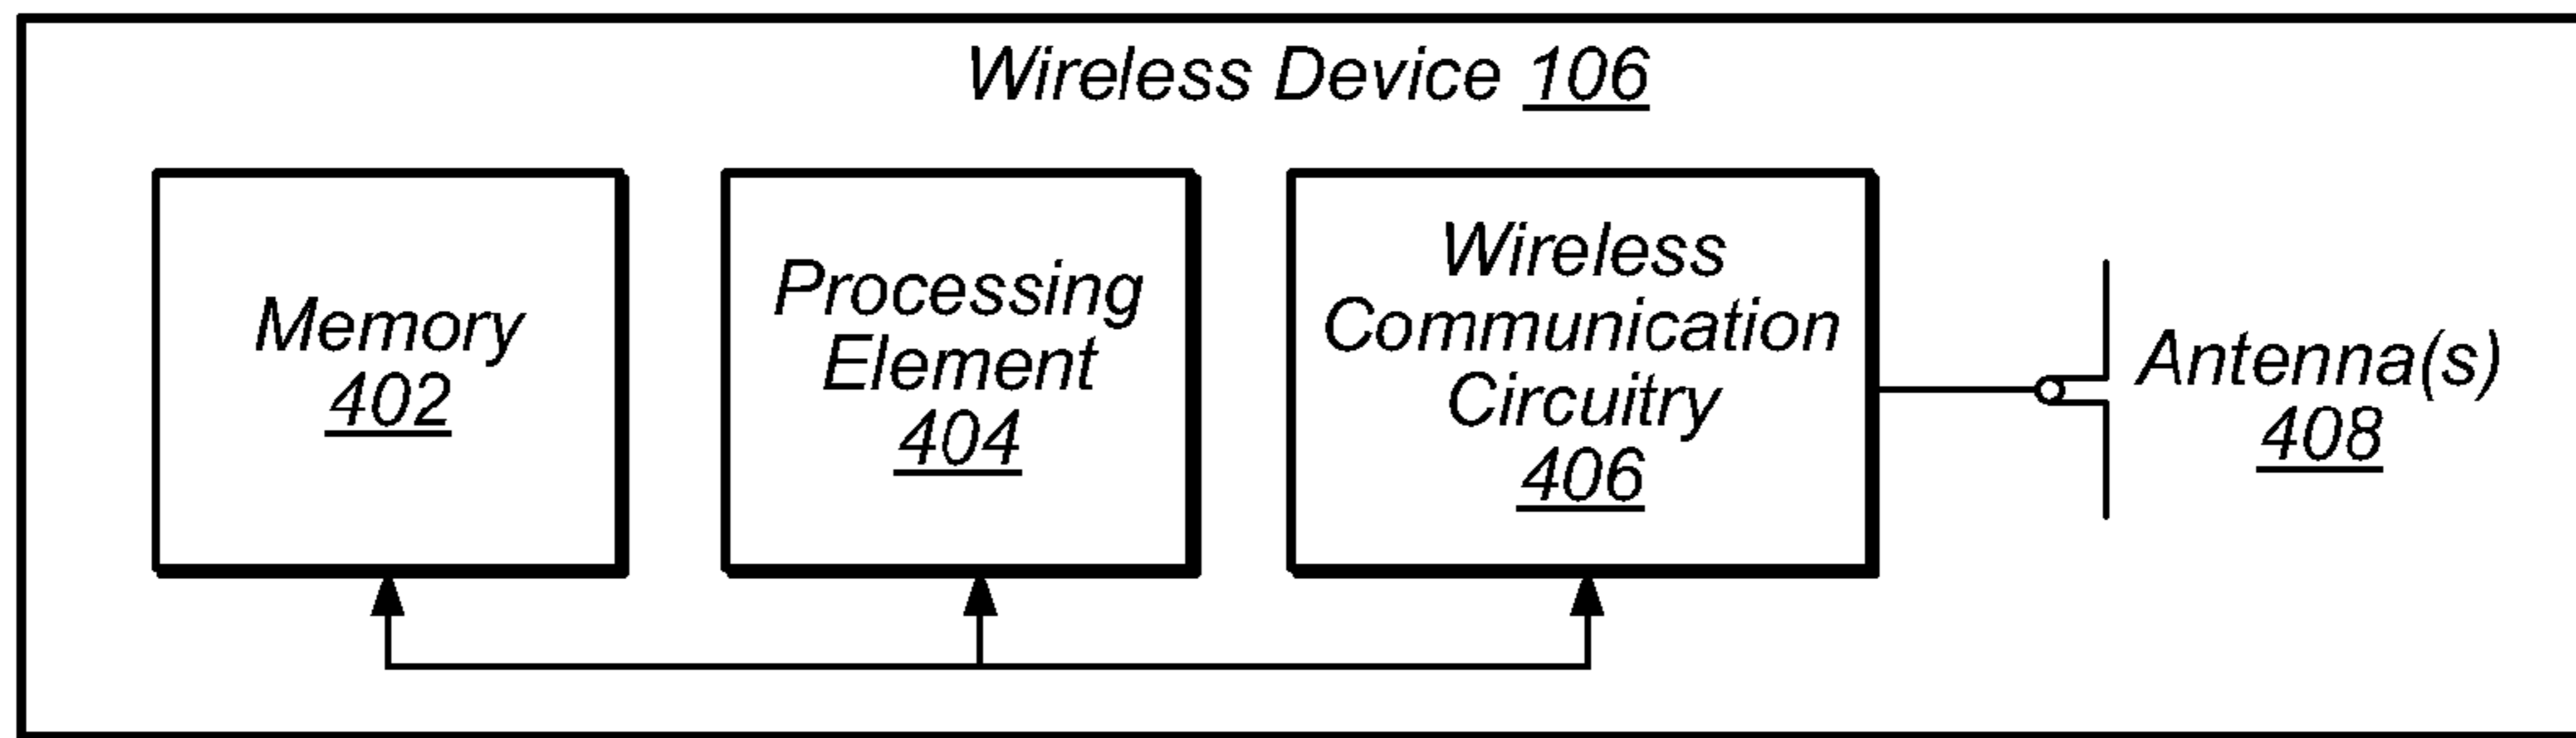 Wireless Device 106
Memory
402
Processing
Element
404
Wireless
Communication
Circuitry
406
Antenna(s)
408